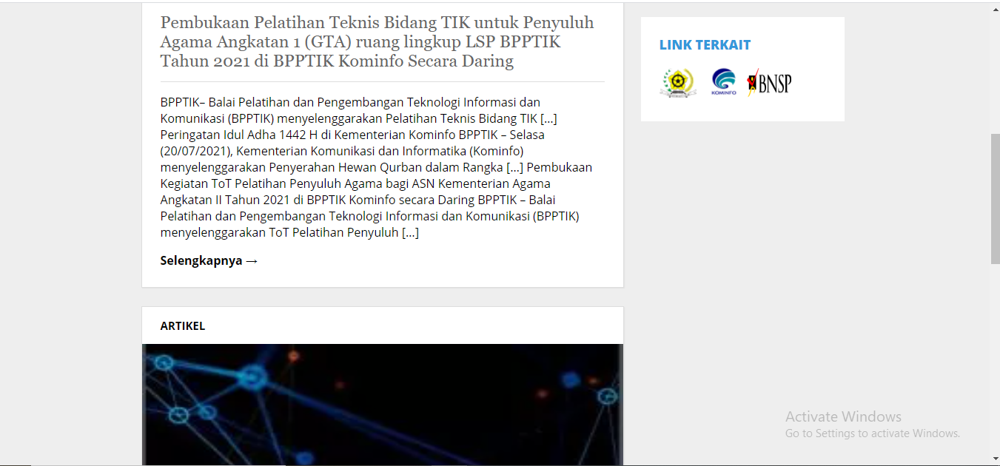 Pembukaan Pelatihan Teknis Bidang TIK untuk Penyuluh
Agama Angkatan 1 (GTA) ruang lingkup LSP BPPTIK
Tahun 2021 di BPPTIK Kominfo Secara Daring
BPPTIK– Balai Pelatihan dan Pengembangan Teknologi Informasi dan
Komunikasi (BPPTIK) menyelenggarakan Pelatihan Teknis Bidang TIK [...]
Peringatan Idul Adha 1442 H di Kementerian Kominfo BPPTIK – Selasa
(20/07/2021), Kementerian Komunikasi dan Informatika (Kominfo)
menyelenggarakan Penyerahan Hewan Qurban dalam Rangka [...] Pembukaan
Kegiatan ToT Pelatihan Penyuluh Agama bagi ASN Kementerian Agama
Angkatan II Tahun 2021 di BPPTIK Kominfo secara Daring BPPTIK – Balai
Pelatihan dan Pengembangan Teknologi Informasi dan Komunikasi (BPPTIK)
menyelenggarakan ToT Pelatihan Penyuluh [...]
Selengkapnya →
ARTIKEL
LINK TERKAIT
KOMINFO
BNSP
Activate Windows
Go to Settings to activate Windows.